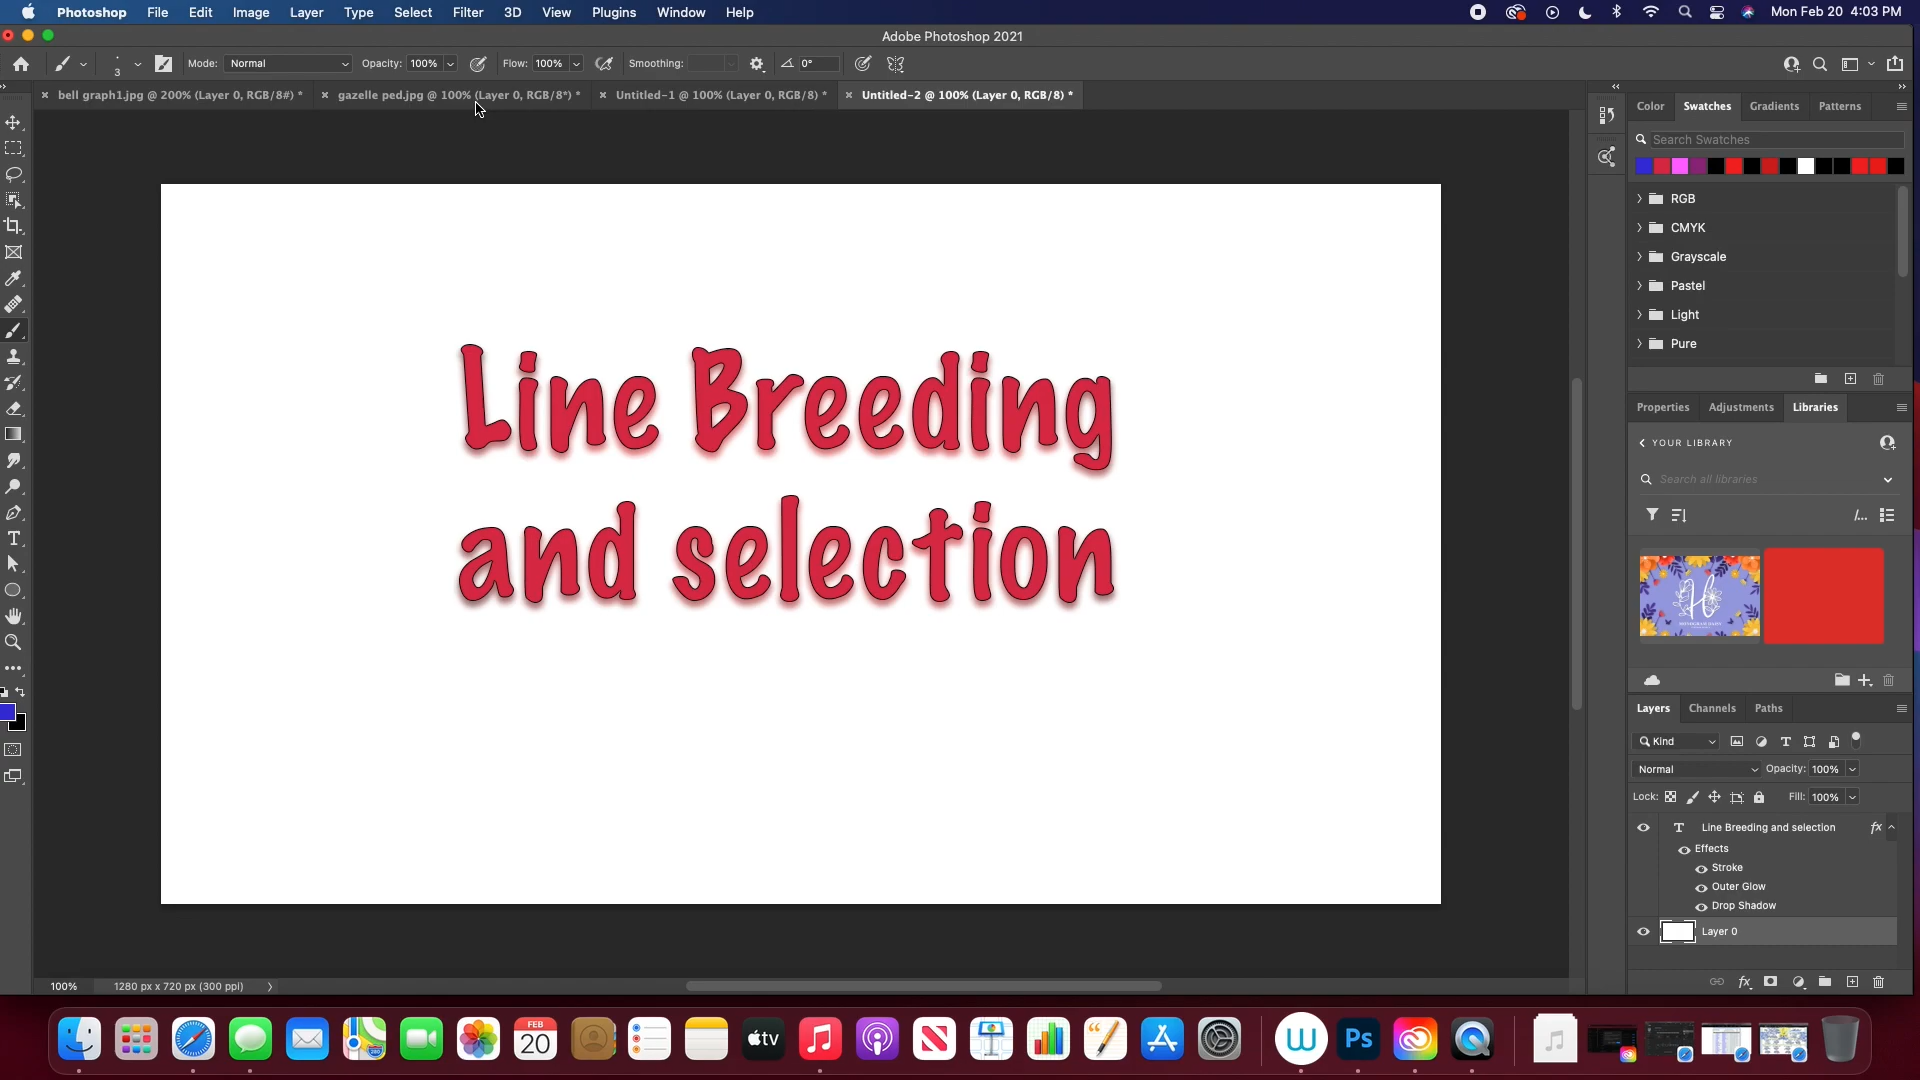 Photoshop File Edit Image Layer Type Select Filter 3D View Plugins Window Help Mon Feb 20 4:03 PM
Adobe Photoshop 2021
3 Mode: Normal Opacity: 100% Flow: 100% Smoothing: 0°
bell graph1.jpg @ 200% (Layer 0, RGB/8#) * gazelle ped.jpg @ 100% (Layer 0, RGB/8*) * Untitled-1 @ 100% (Layer 0, RGB/8) * Untitled-2 @ 100% (Layer 0, RGB/8) *
Line Breeding
and selection
100% 1280 px x 720 px (300 ppi)
Color Swatches Gradients Patterns
Search Swatches
RGB
CMYK
Grayscale
Pastel
Light
Pure
Properties Adjustments Libraries
YOUR LIBRARY
Search all libraries
H
Layers Channels Paths
Kind
Normal Opacity: 100%
Lock: Fill: 100%
T Line Breeding and selection fx
Effects
Stroke
Outer Glow
Drop Shadow
Layer 0
fx
FEB
20
tv
W
Ps